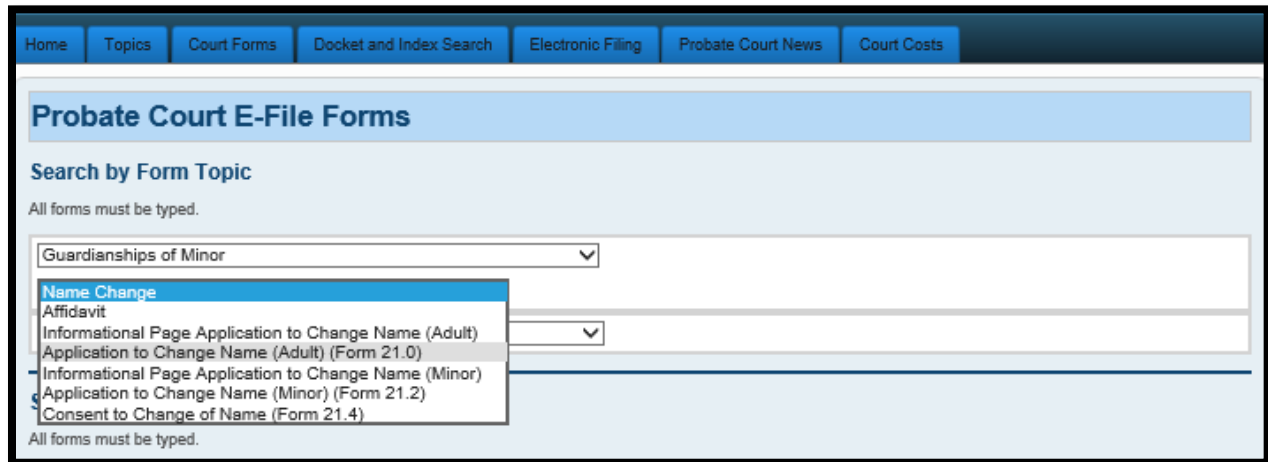 Home Topics Court Forms Docket and Index Search Electronic Filing Probate Court News Court Costs
Probate Court E-File Forms
Search by Form Topic
All forms must be typed.
Guardianships of Minor
Name Change
Affidavit
Informational Page Application to Change Name (Adult)
Application to Change Name (Adult) (Form 21.0)
Informational Page Application to Change Name (Minor)
Application to Change Name (Minor) (Form 21.2)
Consent to Change of Name (Form 21.4)
All forms must be typed.